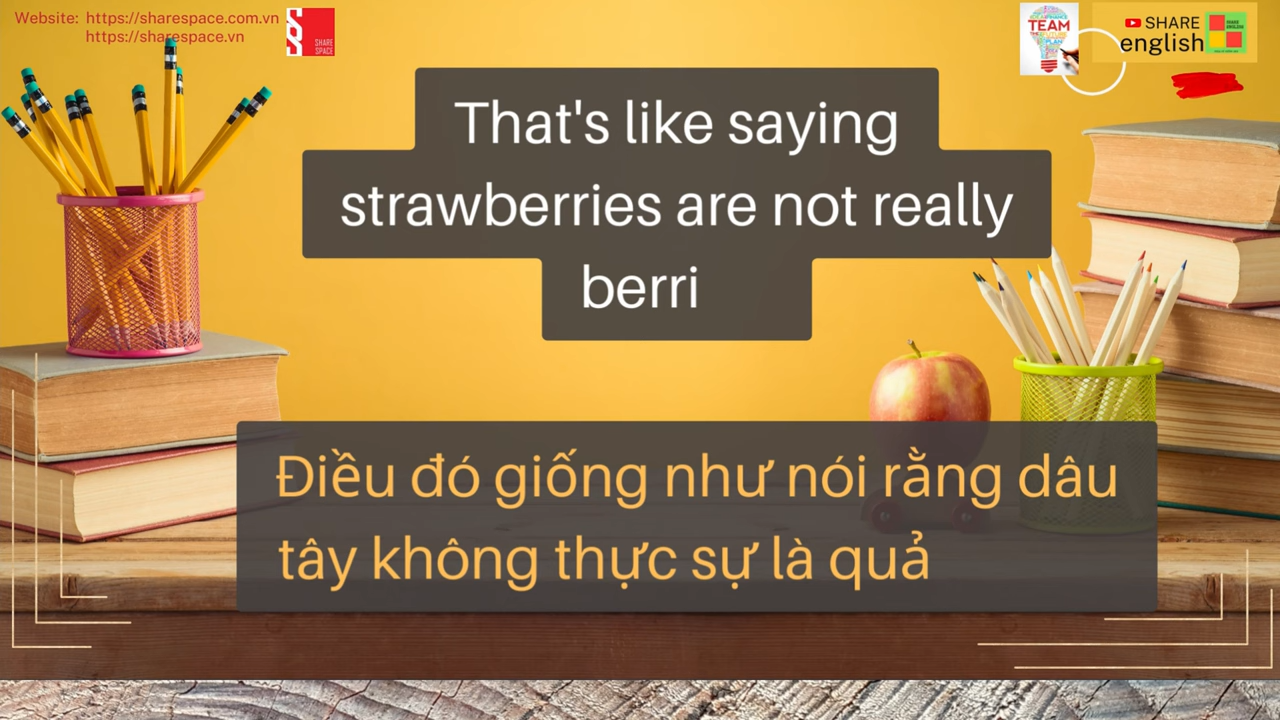 Website: https://sharespace.com.vn
https://sharespace.vn
SHARE
SPACE
TEAM
PLAN
SHARE
english
That's like saying
strawberries are not really
berri
Điều đó giống như nói rằng dâu
tây không thực sự là quả